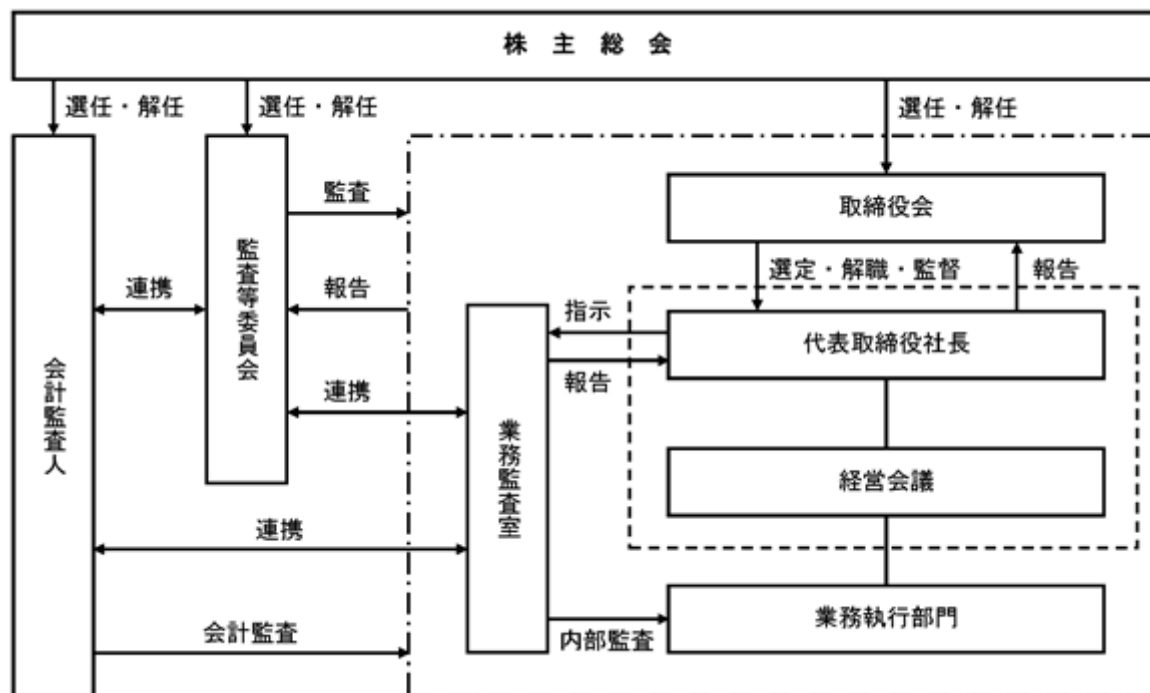 株主総会
選任・解任
選任・解任
選任・解任
監査
取締役会
選定・解職・監督
報告
連携
監査等委員会
報告
指示
代表取締役社長
報告
会計監査人
連携
業務監査室
経営会議
連携
業務執行部門
会計監査
内部監査